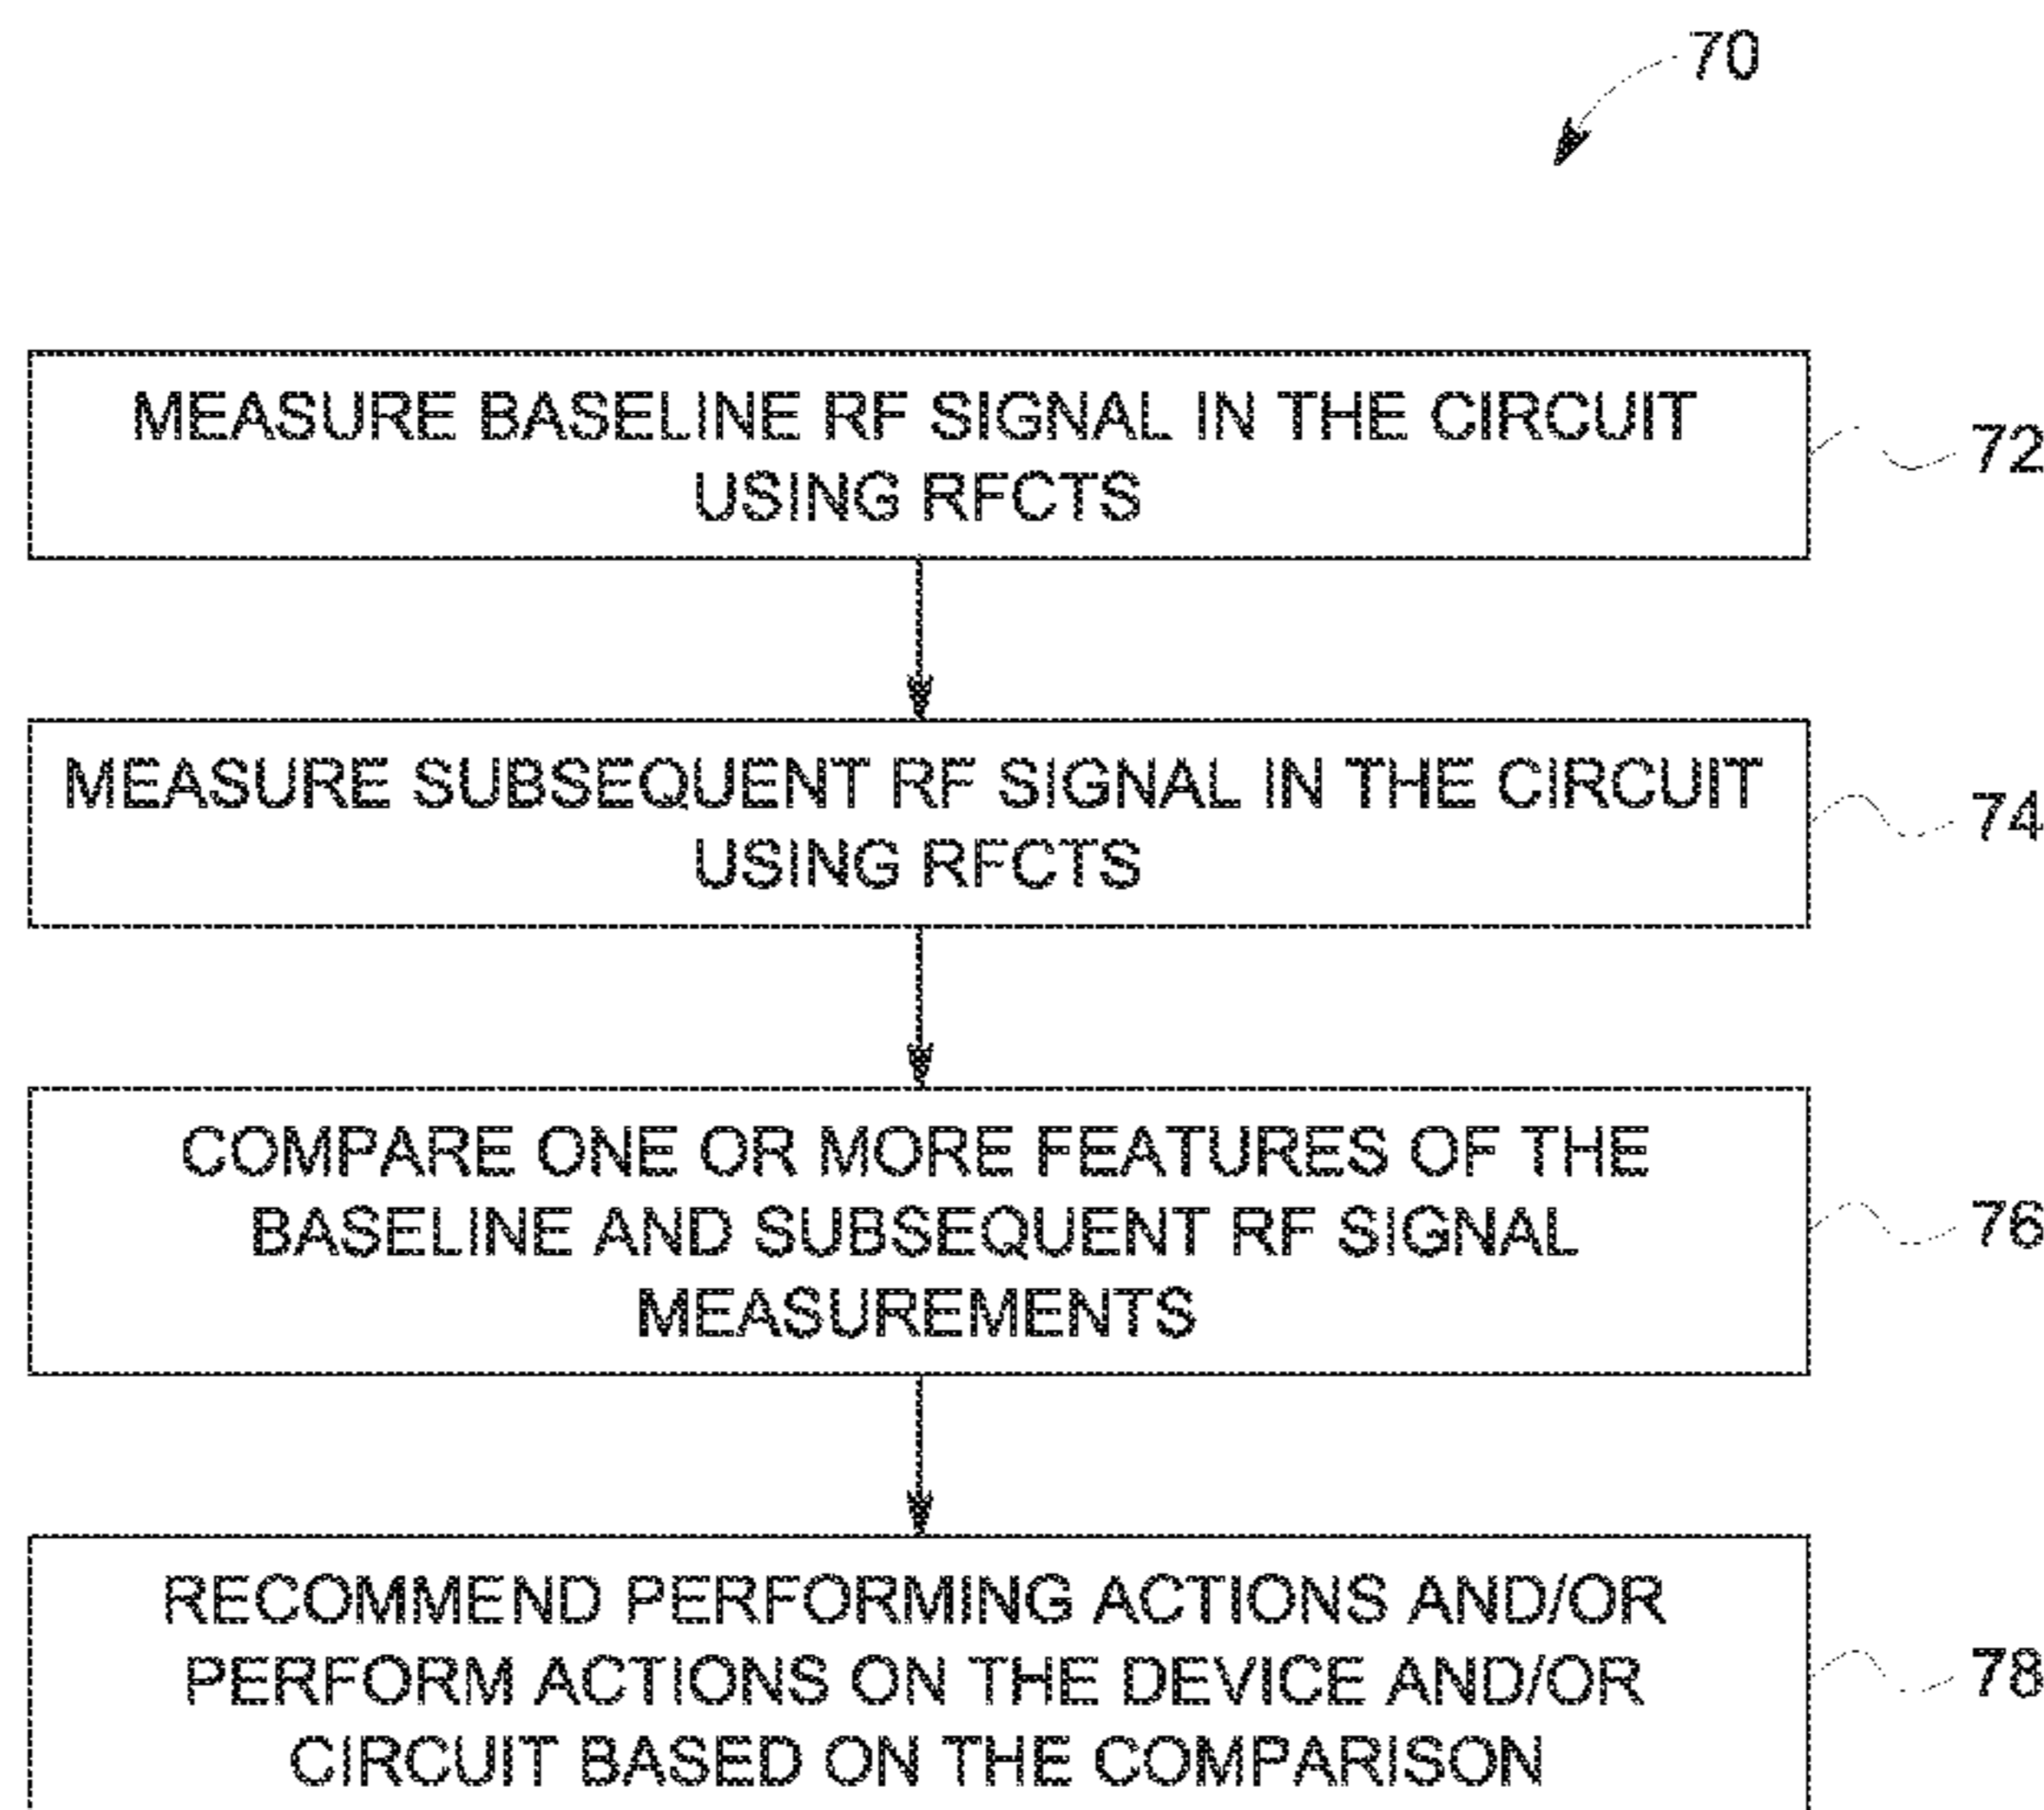 70
MEASURE BASELINE RF SIGNAL IN THE CIRCUIT
USING RFCTS
72
MEASURE SUBSEQUENT RF SIGNAL IN THE CIRCUIT
USING RFCTS
74
COMPARE ONE OR MORE FEATURES OF THE
BASELINE AND SUBSEQUENT RF SIGNAL
MEASUREMENTS
76
RECOMMEND PERFORMING ACTIONS AND/OR
PERFORM ACTIONS ON THE DEVICE AND/OR
CIRCUIT BASED ON THE COMPARISON
78